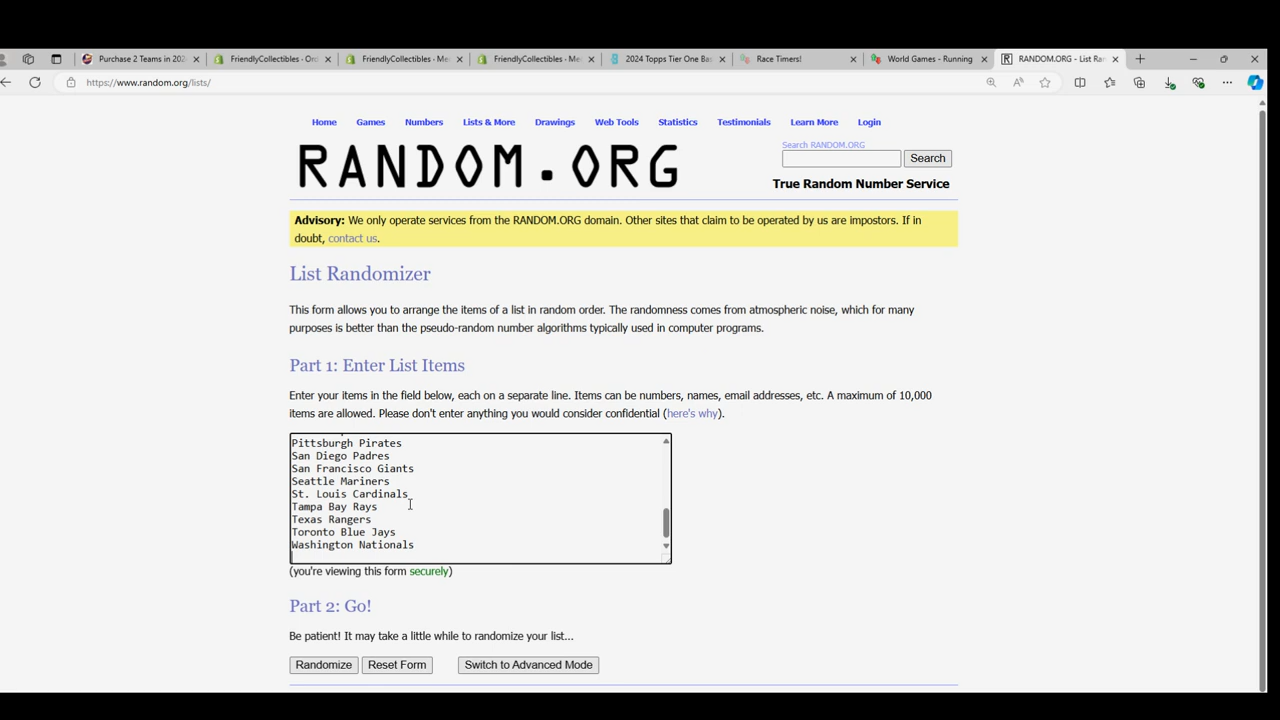 Purchase 2 Teams in 202
FriendlyCollectibles · Ord
FriendlyCollectibles · Me
FriendlyCollectibles · Me
2024 Topps Tier One Bas
Race Timers!
World Games - Running
RANDOM.ORG - List Ran
https://www.random.org/lists/
Home Games Numbers Lists & More Drawings Web Tools Statistics Testimonials Learn More Login
RANDOM.ORG
Search RANDOM.ORG
Search
True Random Number Service
Advisory: We only operate services from the RANDOM.ORG domain. Other sites that claim to be operated by us are impostors. If in
doubt, contact us.
List Randomizer
This form allows you to arrange the items of a list in random order. The randomness comes from atmospheric noise, which for many
purposes is better than the pseudo-random number algorithms typically used in computer programs.
Part 1: Enter List Items
Enter your items in the field below, each on a separate line. Items can be numbers, names, email addresses, etc. A maximum of 10,000
items are allowed. Please don't enter anything you would consider confidential (here's why).
Pittsburgh Pirates
San Diego Padres
San Francisco Giants
Seattle Mariners
St. Louis Cardinals
Tampa Bay Rays
Texas Rangers
Toronto Blue Jays
Washington Nationals
(you're viewing this form securely)
Part 2: Go!
Be patient! It may take a little while to randomize your list...
Randomize Reset Form Switch to Advanced Mode